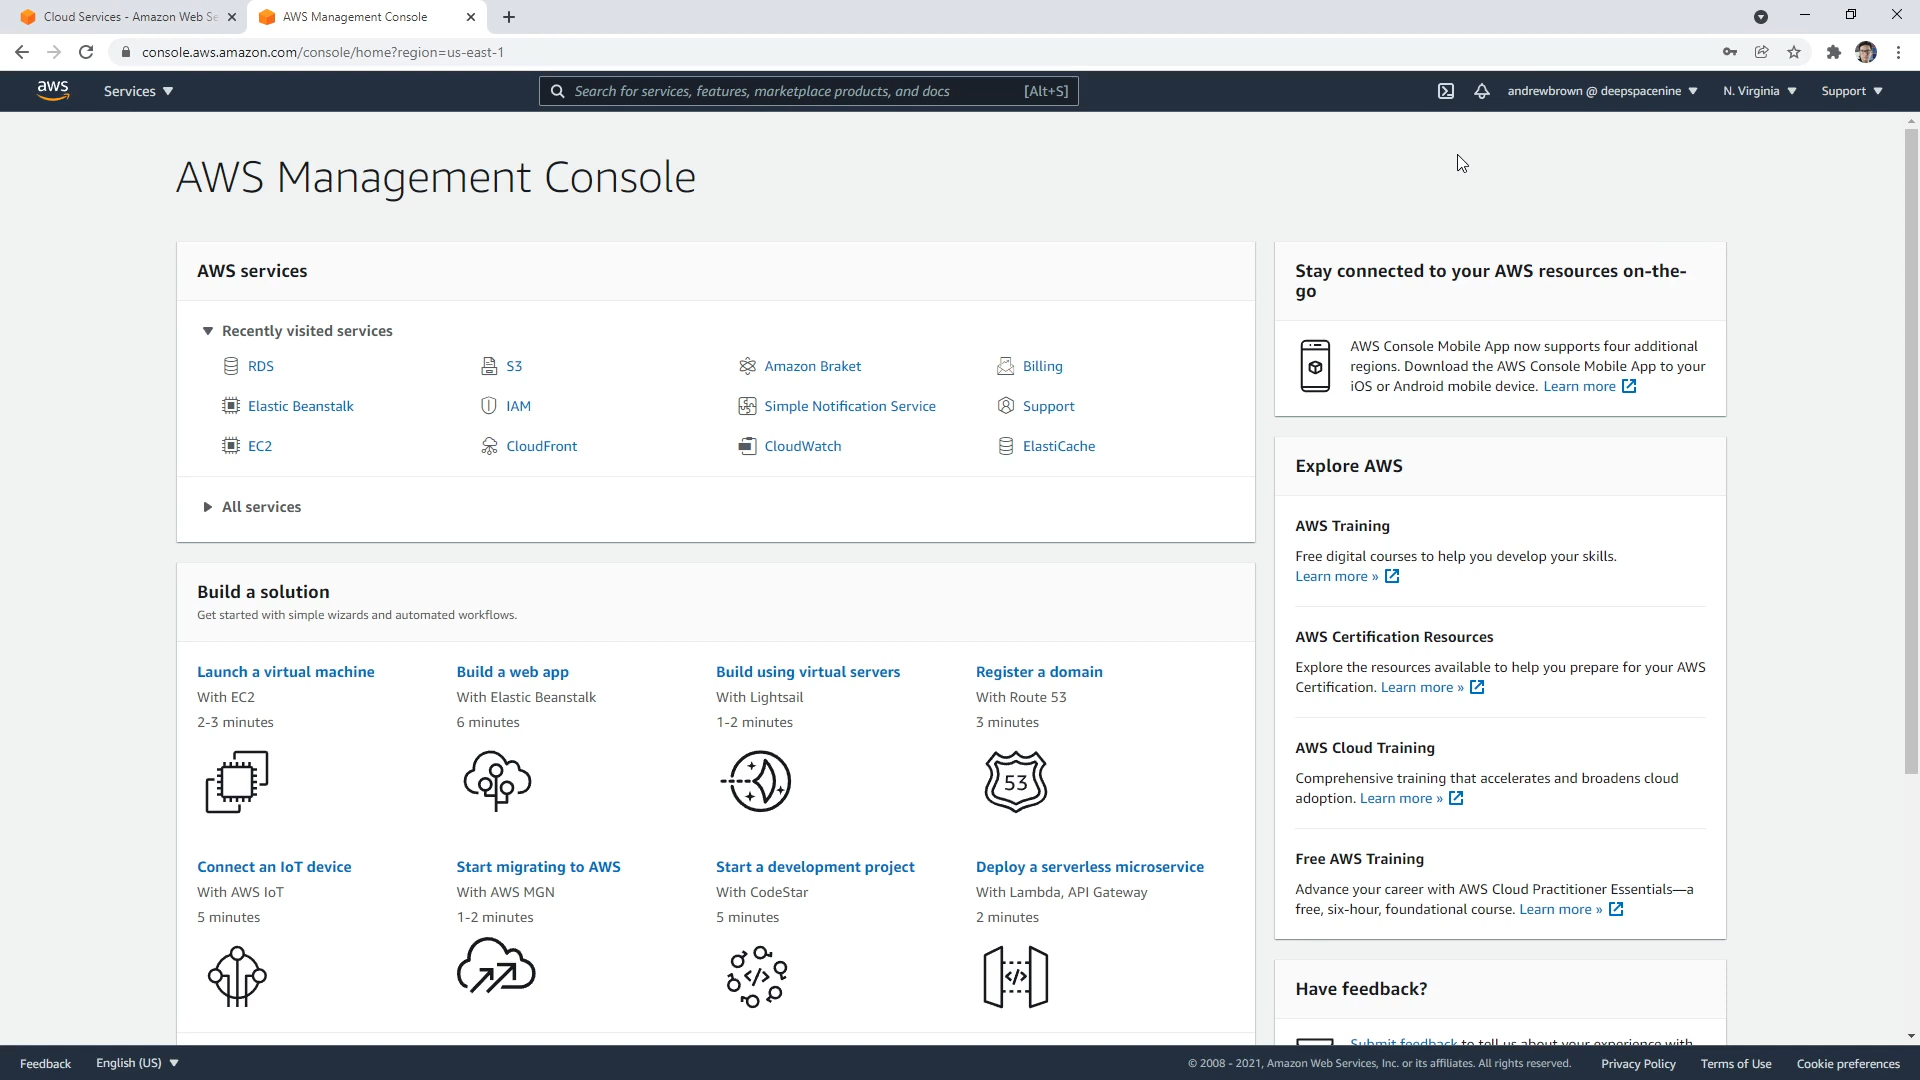 Cloud Services - Amazon Web Se
AWS Management Console
console.aws.amazon.com/console/home?region=us-east-1
aws
Services
Search for services, features, marketplace products, and docs
[Alt+S]
andrewbrown @ deepspacenine
N. Virginia
Support
AWS Management Console
AWS services
Recently visited services
RDS
S3
Amazon Braket
Billing
Elastic Beanstalk
IAM
Simple Notification Service
Support
EC2
CloudFront
CloudWatch
ElastiCache
All services
Build a solution
Get started with simple wizards and automated workflows.
Launch a virtual machine
With EC2
2-3 minutes
Build a web app
With Elastic Beanstalk
6 minutes
Build using virtual servers
With Lightsail
1-2 minutes
Register a domain
With Route 53
3 minutes
53
Connect an IoT device
With AWS IoT
5 minutes
Start migrating to AWS
With AWS MGN
1-2 minutes
Start a development project
With CodeStar
5 minutes
</>
Deploy a serverless microservice
With Lambda, API Gateway
2 minutes
</>
Stay connected to your AWS resources on-the-
go
AWS Console Mobile App now supports four additional
regions. Download the AWS Console Mobile App to your
iOS or Android mobile device. Learn more
Explore AWS
AWS Training
Free digital courses to help you develop your skills.
Learn more »
AWS Certification Resources
Explore the resources available to help you prepare for your AWS
Certification. Learn more »
AWS Cloud Training
Comprehensive training that accelerates and broadens cloud
adoption. Learn more »
Free AWS Training
Advance your career with AWS Cloud Practitioner Essentials—a
free, six-hour, foundational course. Learn more »
Have feedback?
Submit feedback to tell us about your experience with
Feedback
English (US)
© 2008 - 2021, Amazon Web Services, Inc. or its affiliates. All rights reserved.
Privacy Policy
Terms of Use
Cookie preferences